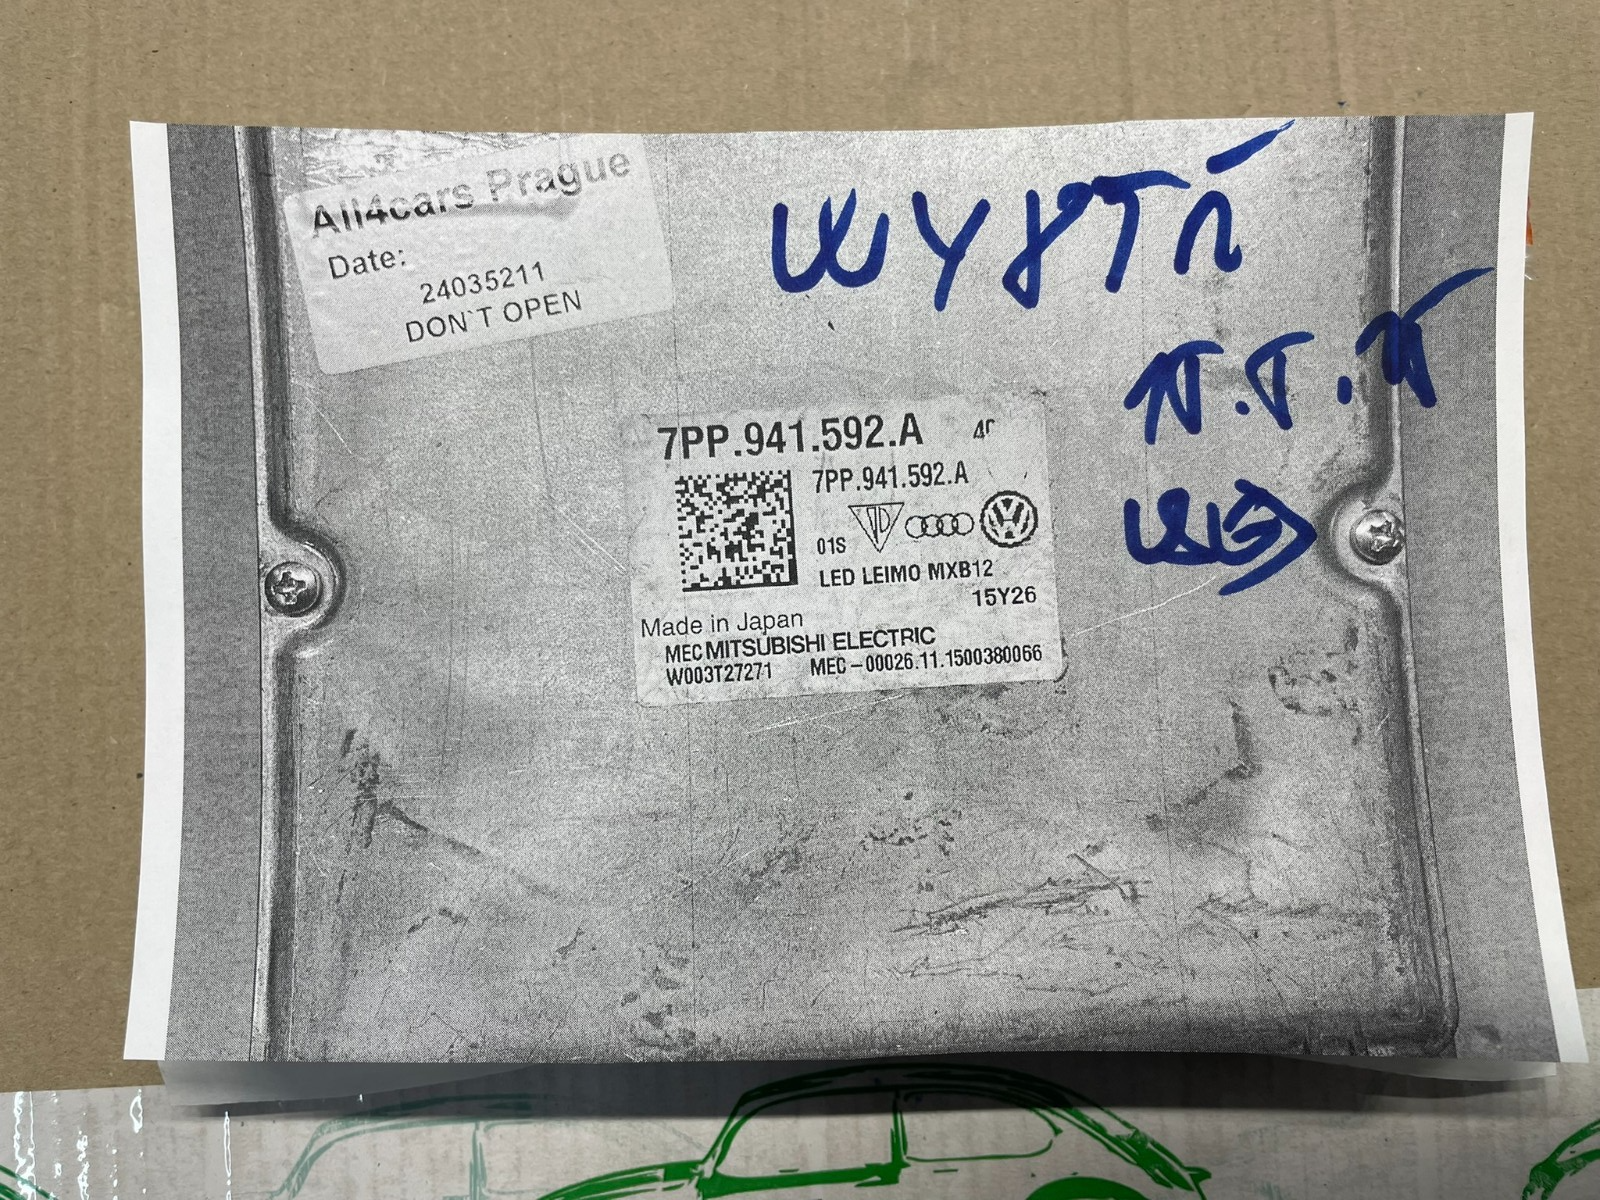 All4cars Prague
Date:
24035211
DON`T OPEN
7PP.941.592.A
7PP.941.592.A
01S
LED LEIMO MXB12
15Y26
Made in Japan
MEC MITSUBISHI ELECTRIC
W003T27271 MEC-00026.11.1500380066